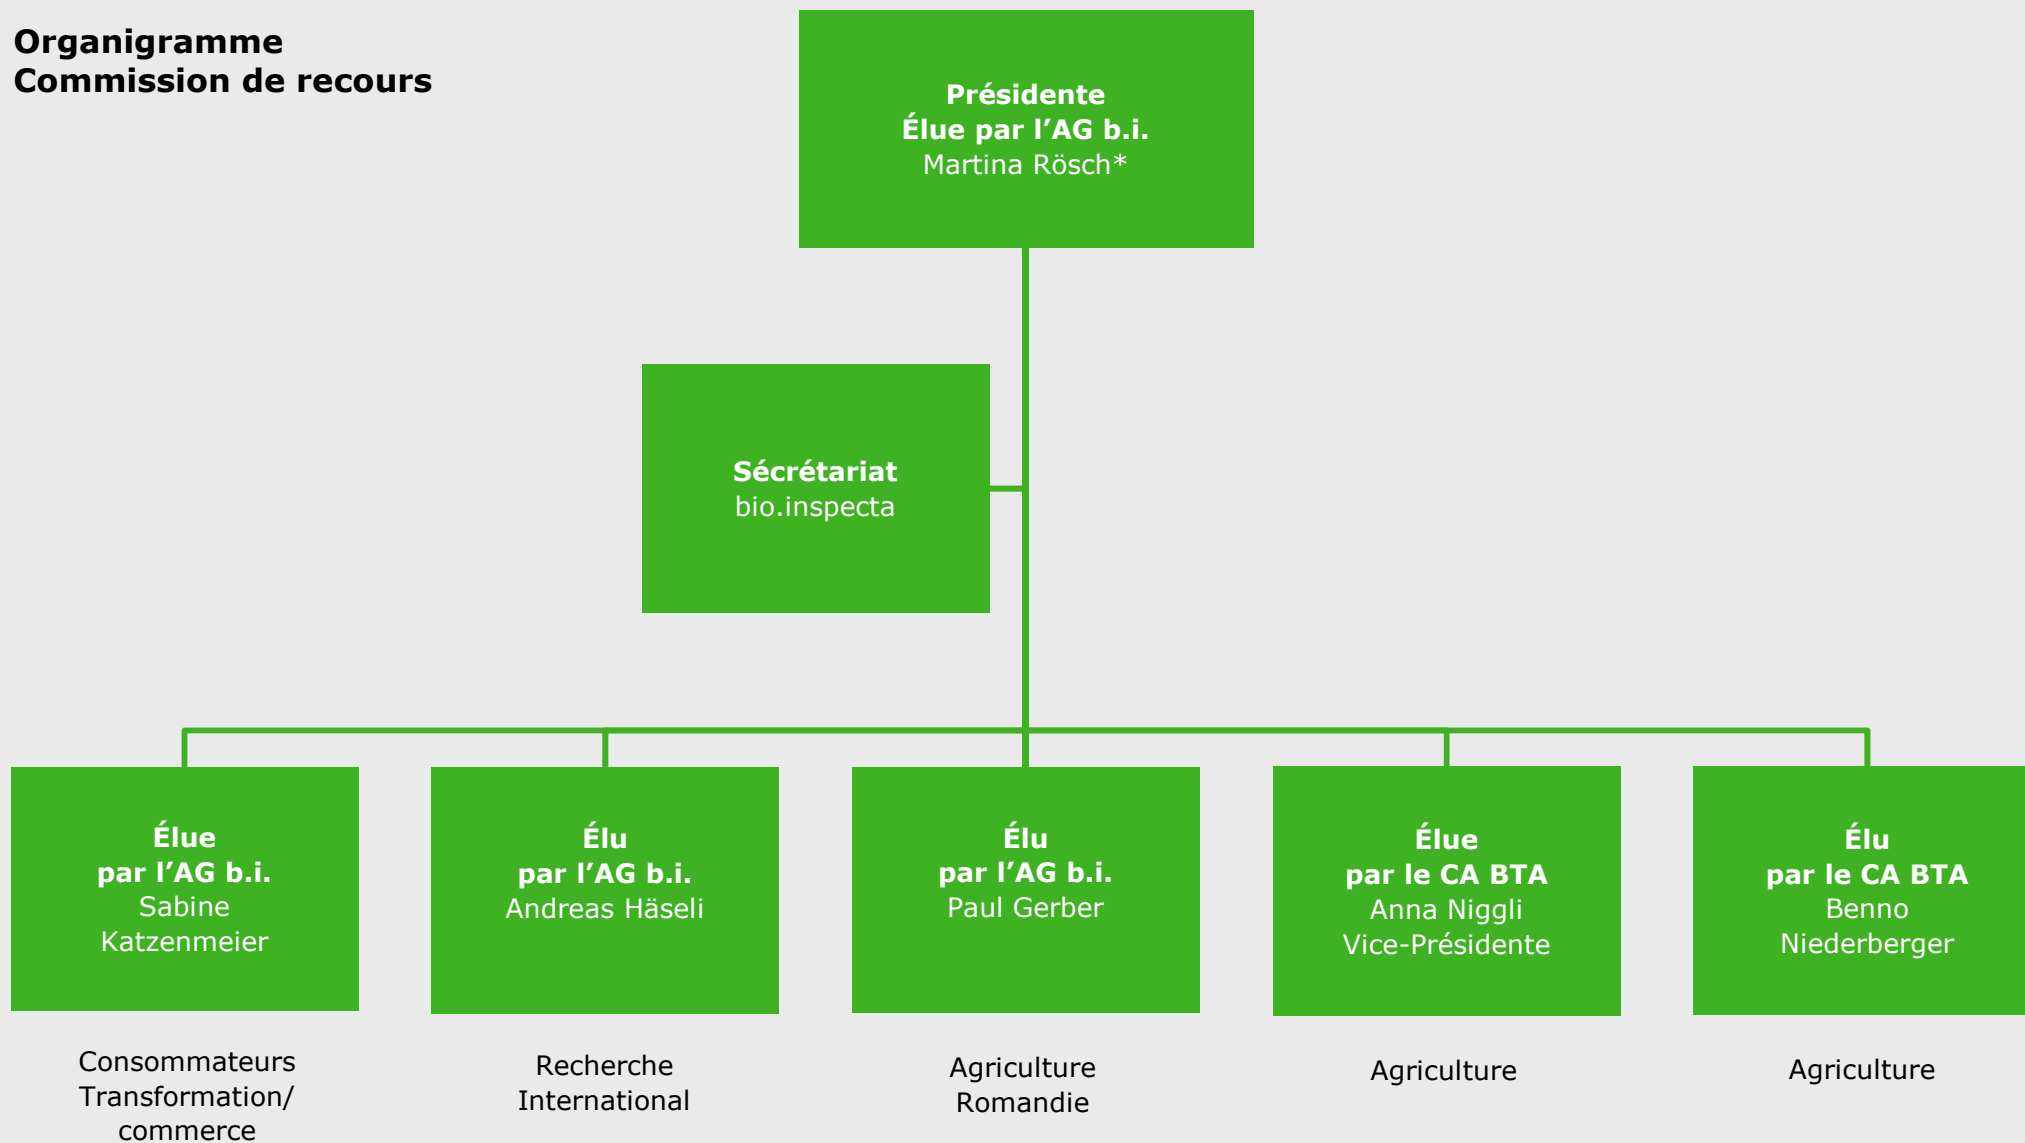 Organigramme
Commission de recours
Présidente
Élue par l’AG b.i.
Martina Rösch*
Sécrétariat
bio.inspecta
Élue
par l’AG b.i.
Sabine
Katzenmeier
Élu
par l’AG b.i.
Andreas Häseli
Élu
par l’AG b.i.
Paul Gerber
Élue
par le CA BTA
Anna Niggli
Vice-Présidente
Élu
par le CA BTA
Benno
Niederberger
Consommateurs
Transformation/
commerce
Recherche
International
Agriculture
Romandie
Agriculture
Agriculture